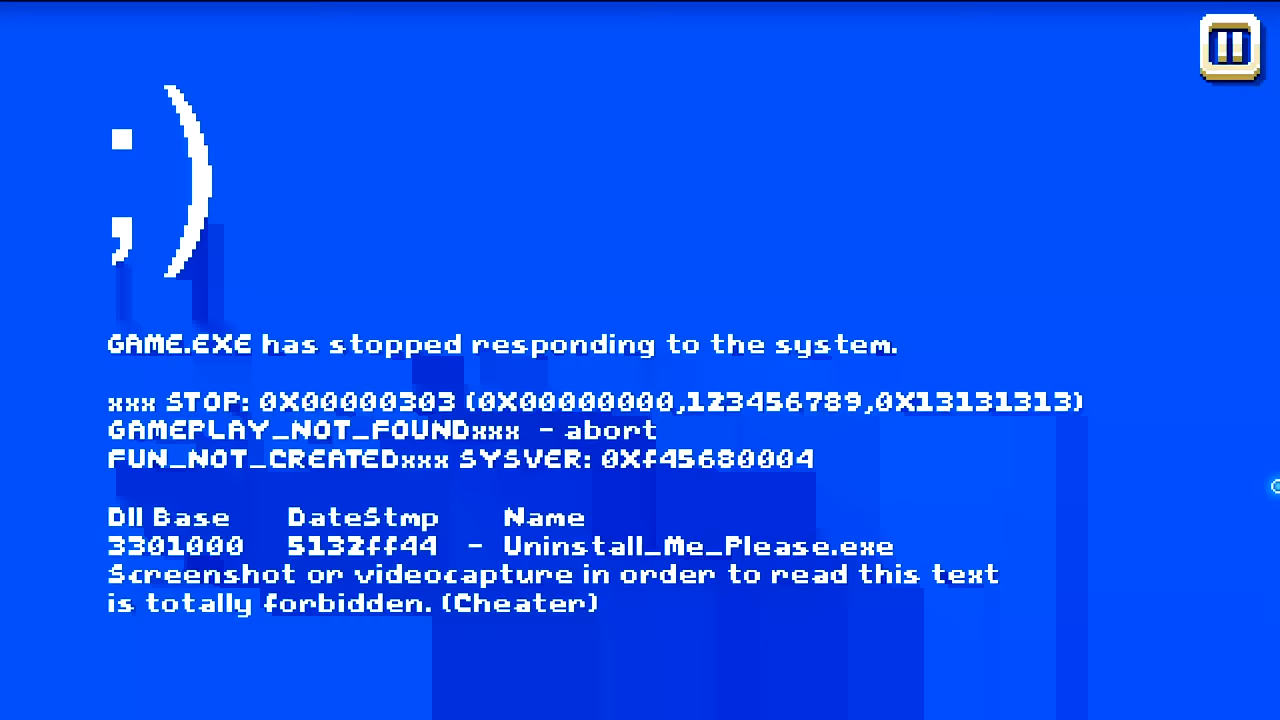 ;)
GAME.EXE has stopped responding to the system.
xxx STOP: 0X00000303 (0X00000000,123456789,0X13131313)
GAMEPLAY_NOT_FOUNDxxx - abort
FUN_NOT_CREATEDxxx SYSVER: 0Xf45680004
Dll Base DateStmp Name
3301000 5132ff44 - Uninstall_Me_Please.exe
Screenshot or videocapture in order to read this text
is totally forbidden. (Cheater)